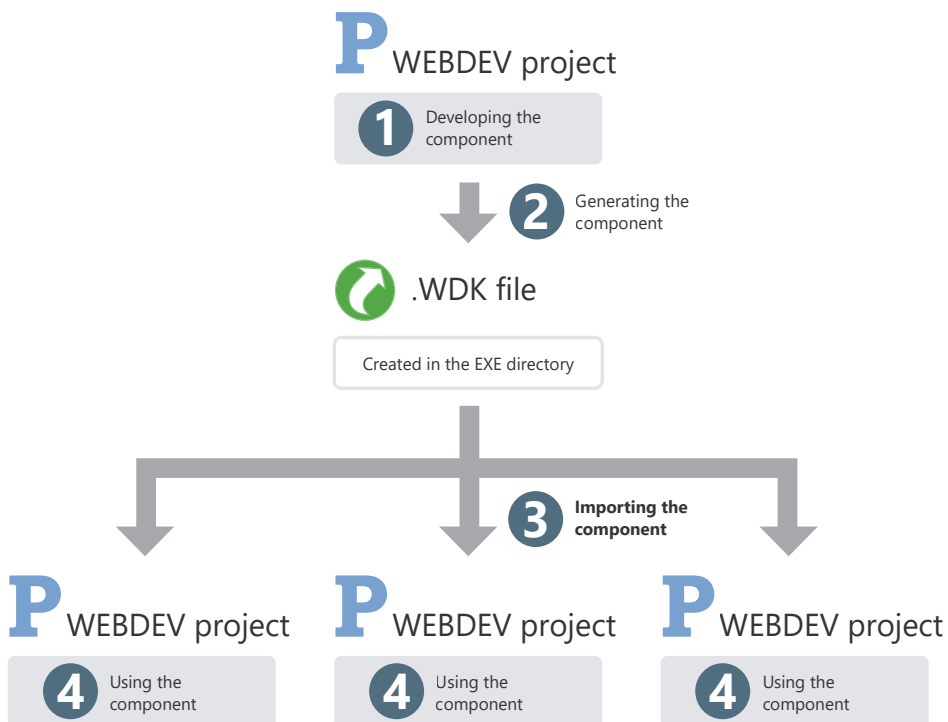 P WEBDEV project
1 Developing the
component
2 Generating the
component
.WDK file
Created in the EXE directory
3 Importing the
component
P WEBDEV project
4 Using the
component
P WEBDEV project
4 Using the
component
P WEBDEV project
4 Using the
component